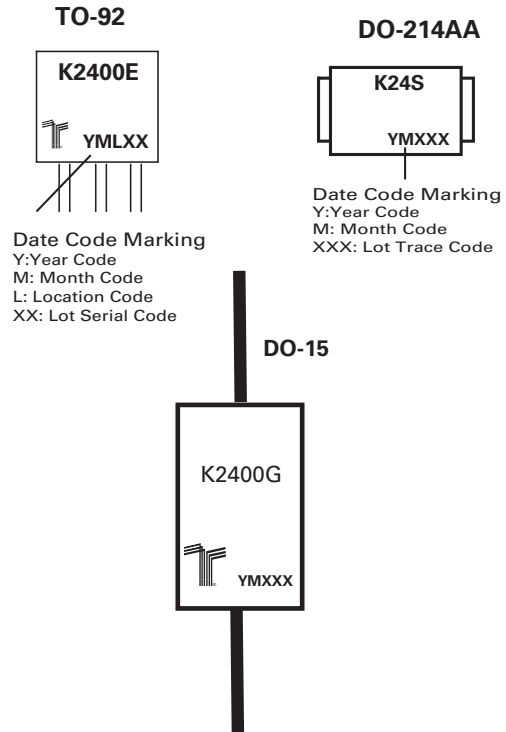 TO-92
K2400E
YMLXX
Date Code Marking
Y:Year Code
M: Month Code
L: Location Code
XX: Lot Serial Code
DO-214AA
K24S
YMXXX
Date Code Marking
Y:Year Code
M: Month Code
XXX: Lot Trace Code
DO-15
K2400G
YMXXX